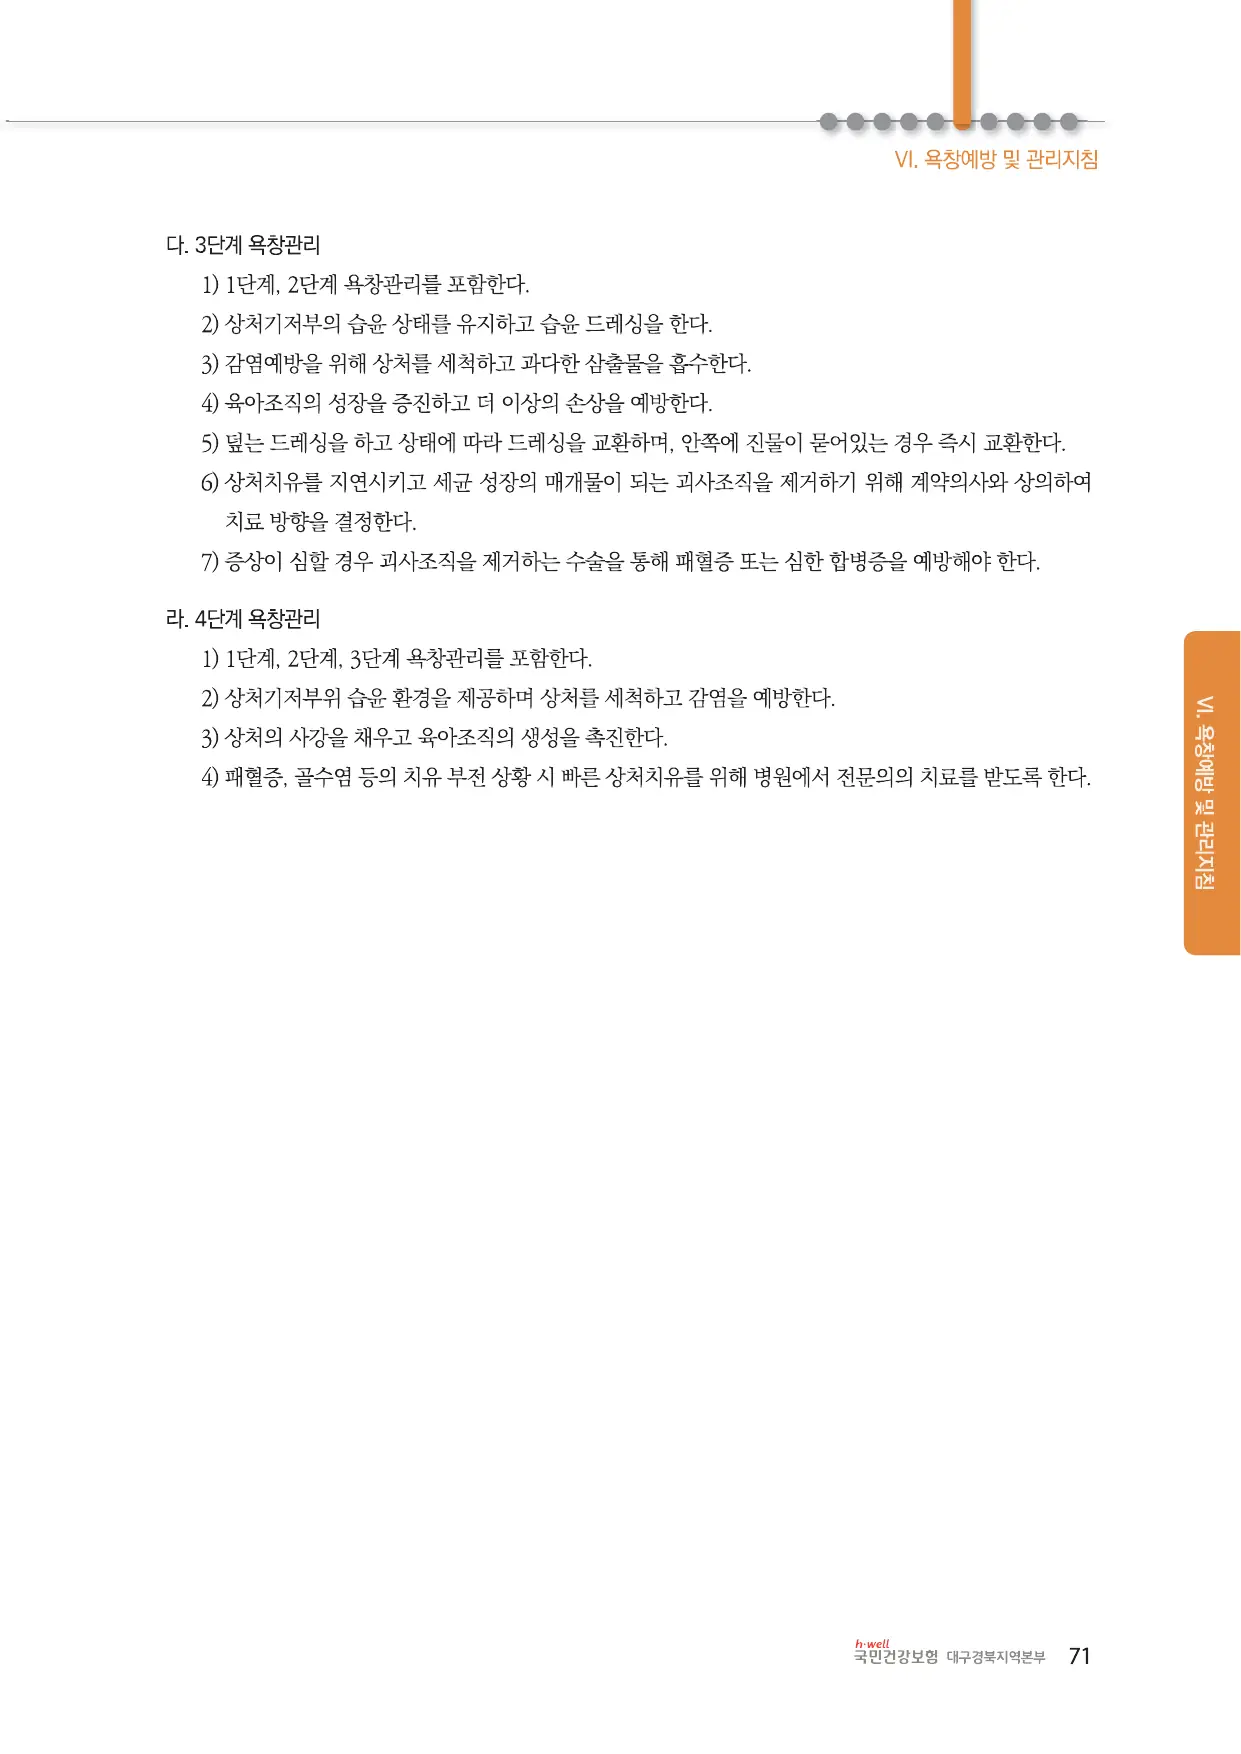 VI. 욕창예방 및 관리지침
다. 3단계 욕창관리
1) 1단계, 2단계 욕창관리를 포함한다.
2) 상처기저부의 습윤 상태를 유지하고 습윤 드레싱을 한다.
3) 감염예방을 위해 상처를 세척하고 과다한 삼출물을 흡수한다.
4) 육아조직의 성장을 증진하고 더 이상의 손상을 예방한다.
5) 덮는 드레싱을 하고 상태에 따라 드레싱을 교환하며, 안쪽에 진물이 묻어있는 경우 즉시 교환한다.
6) 상처치유를 지연시키고 세균 성장의 매개물이 되는 괴사조직을 제거하기 위해 계약의사와 상의하여
치료 방향을 결정한다.
7) 증상이 심할 경우 괴사조직을 제거하는 수술을 통해 패혈증 또는 심한 합병증을 예방해야 한다.
라. 4단계 욕창관리
1) 1단계, 2단계, 3단계 욕창관리를 포함한다.
2) 상처기저부위 습윤 환경을 제공하며 상처를 세척하고 감염을 예방한다.
3) 상처의 사강을 채우고 육아조직의 생성을 촉진한다.
4) 패혈증, 골수염 등의 치유 부전 상황 시 빠른 상처치유를 위해 병원에서 전문의의 치료를 받도록 한다.
VI. 욕창예방 및 관리지침
h·well
국민건강보험 대구경북지역본부 71